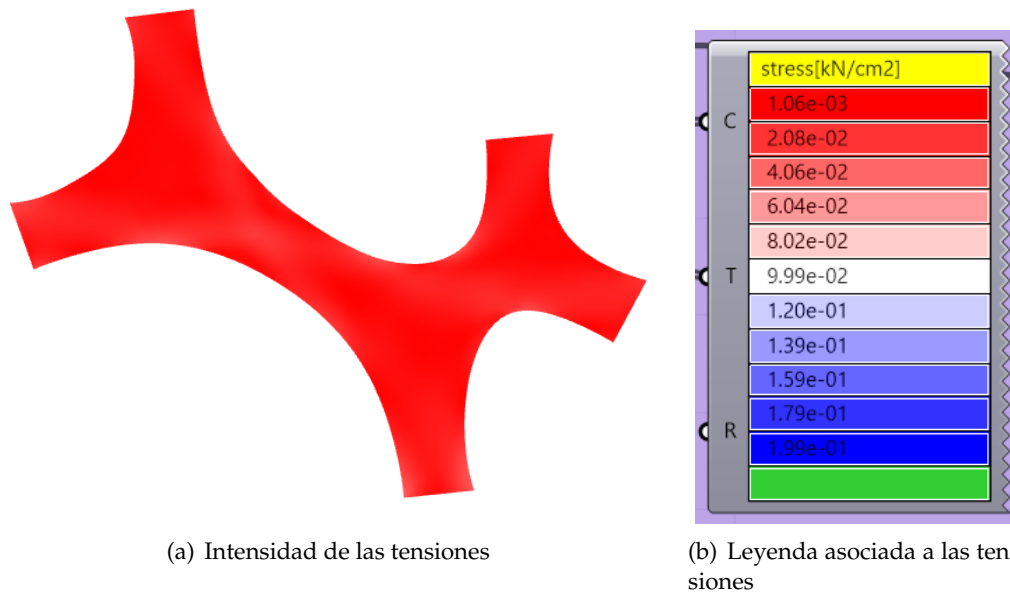 stress[kN/cm2]
1.06e-03
C
2.08e-02
4.06e-02
6.04e-02
8.02e-02
T
9.99e-02
1.20e-01
1.39e-01
1.59e-01
1.79e-01
R
1.99e-01
(a) Intensidad de las tensiones
(b) Leyenda asociada a las ten
siones